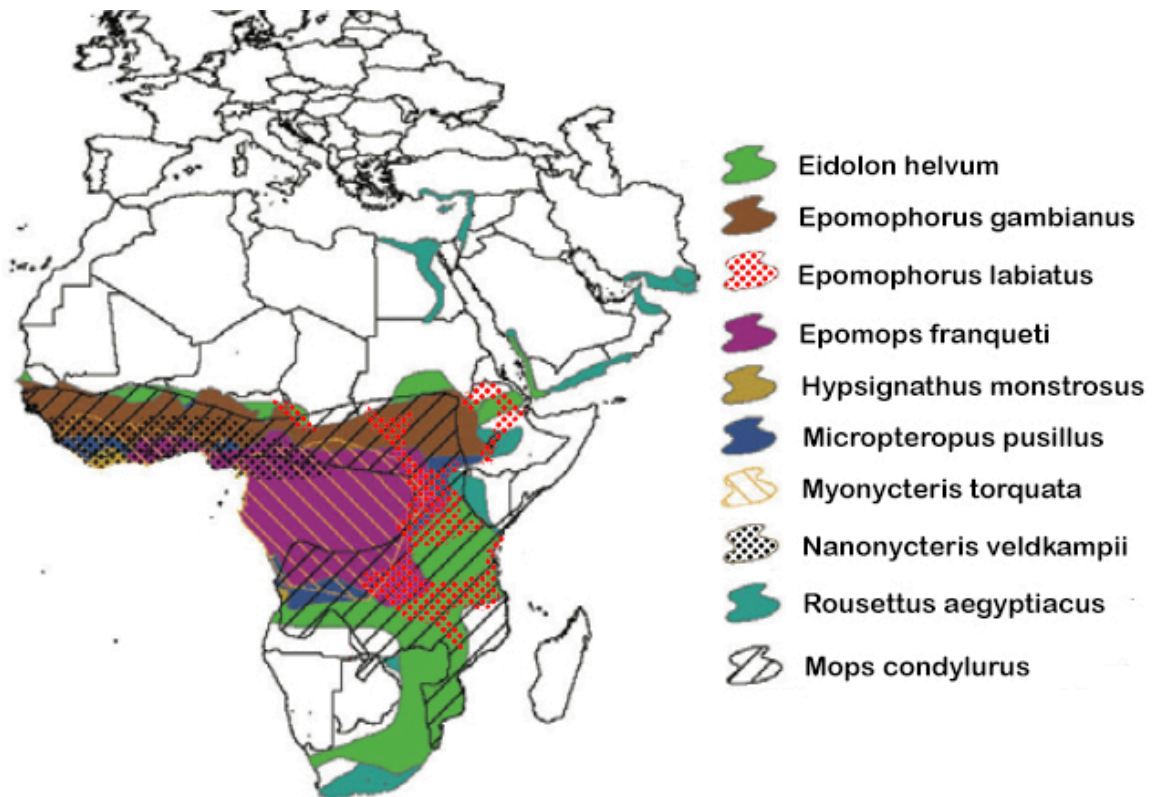 Eidolon helvum
Epomophorus gambianus
Epomophorus labiatus
Epomops franqueti
Hypsignathus monstrosus
Micropteropus pusillus
Myonycteris torquata
Nanonycteris veldkampii
Rousettus aegyptiacus
Mops condylurus